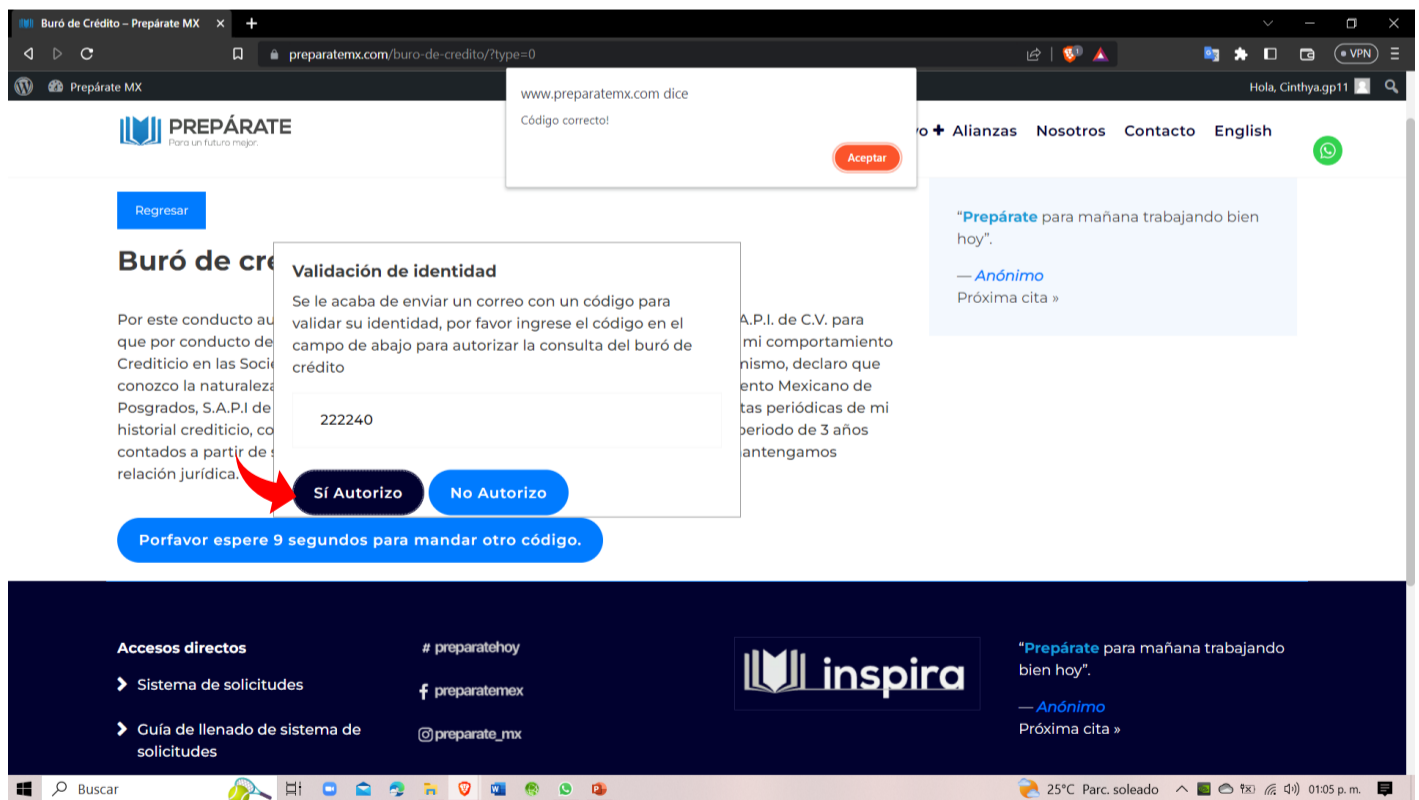 Buró de Crédito – Prepárate MX
preparatemx.com/buro-de-credito/?type=0
VPN
Prepárate MX
Hola, Cinthya.gp11
www.preparatemx.com dice
Código correcto!
Aceptar
PREPÁRATE
Para un futuro mejor.
vo + Alianzas Nosotros Contacto English
Regresar
Buró de cre
"Prepárate para mañana trabajando bien
hoy".
— Anónimo
Próxima cita »
Validación de identidad
Se le acaba de enviar un correo con un código para
validar su identidad, por favor ingrese el código en el
campo de abajo para autorizar la consulta del buró de
crédito
222240
Sí Autorizo
No Autorizo
Por este conducto au
A.P.I. de C.V. para
que por conducto de
mi comportamiento
Crediticio en las Socie
mismo, declaro que
conozco la naturaleza
ento Mexicano de
Posgrados, S.A.P.I de
tas periódicas de mi
historial crediticio, co
periodo de 3 años
contados a partir de s
antengamos
relación jurídica.
Porfavor espere 9 segundos para mandar otro código.
Accesos directos
Sistema de solicitudes
Guía de llenado de sistema de
solicitudes
# preparatehoy
preparatemex
preparate_mx
inspira
"Prepárate para mañana trabajando
bien hoy".
— Anónimo
Próxima cita »
Buscar
25°C Parc. soleado
01:05 p. m.